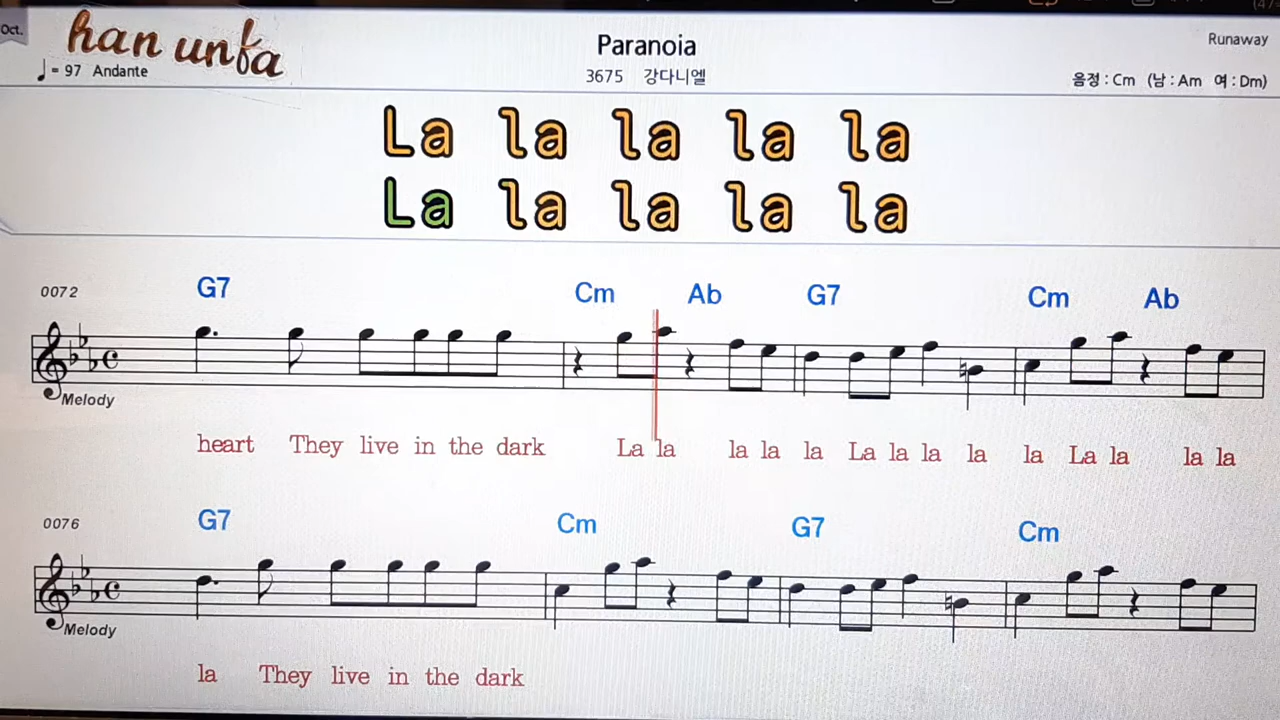 Oct.
han unfa
Paranoia
Runaway
♩= 97 Andante
3675 강다니엘
음정 : Cm (남 : Am 여 : Dm)
La la la la la
La la la la la
0072
G7 Cm Ab G7 Cm Ab
Melody
heart They live in the dark La la la la la La la la la la La la la la
0076
G7 Cm G7 Cm
Melody
la They live in the dark